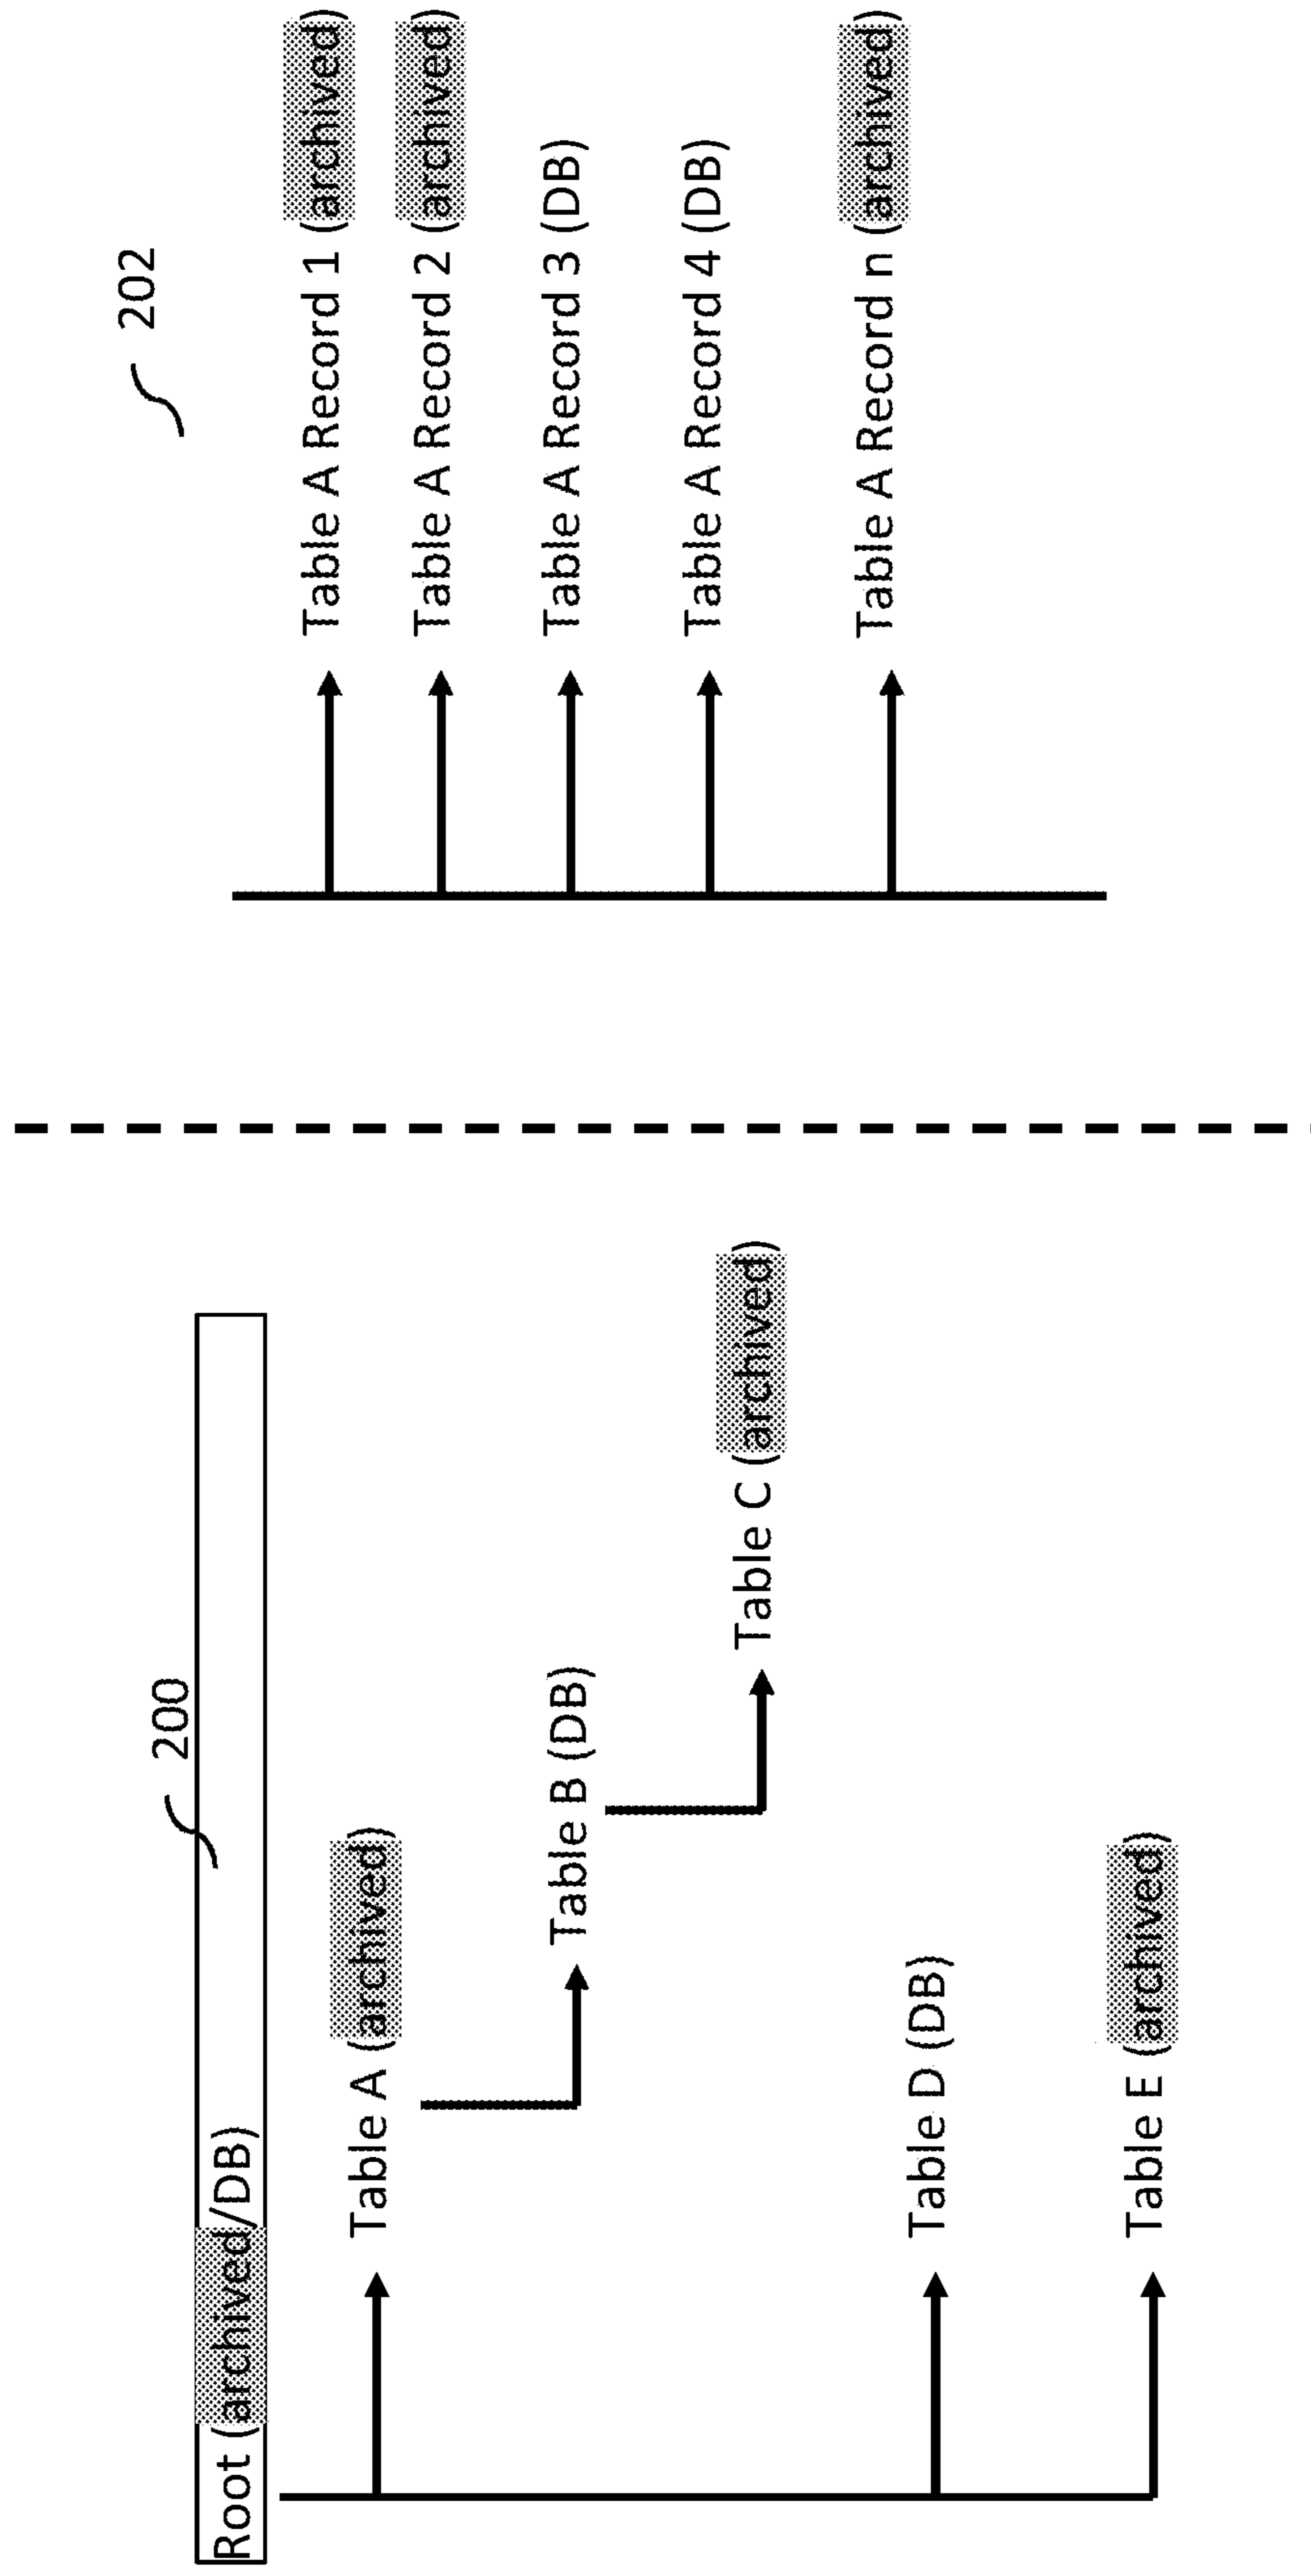 200
Root (archived/DB)
Table A (archived)
Table B (DB)
Table C (archived)
Table D (DB)
Table E (archived)
202
Table A Record 1 (archived)
Table A Record 2 (archived)
Table A Record 3 (DB)
Table A Record 4 (DB)
Table A Record n (archived)